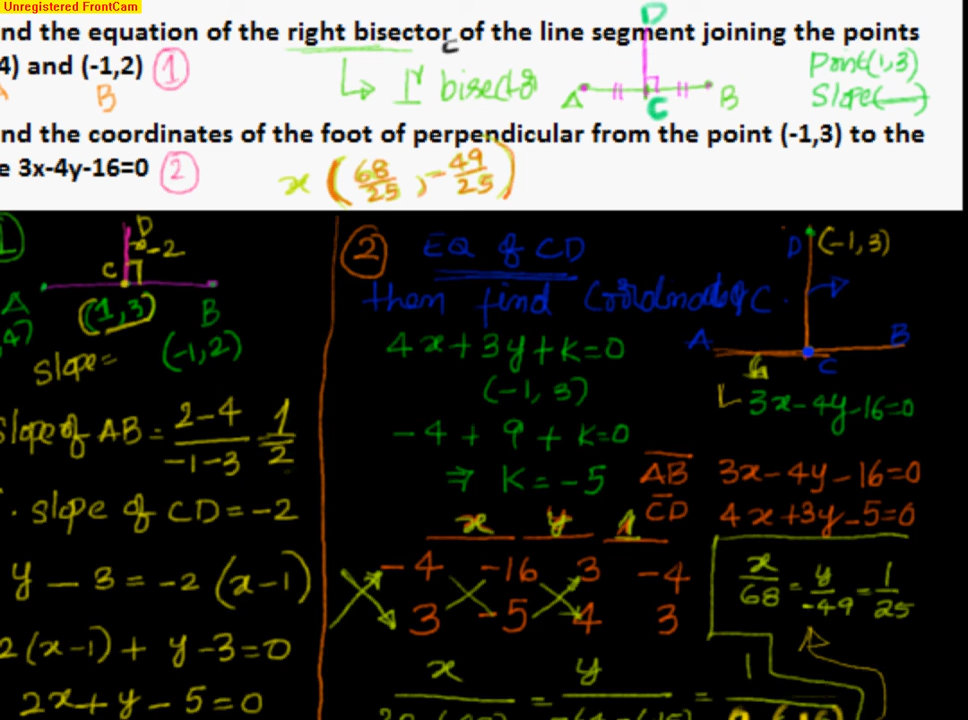 Unregistered FrontCam
nd the equation of the right bisector of the line segment joining the points
4) and (-1,2) ①
A B
C
↳ ⊥r bisector
D
A C B
Point(1,3)
Slope(—)
nd the coordinates of the foot of perpendicular from the point (-1,3) to the
e 3x-4y-16=0 ②
x (68/25, -49/25)
1
D
-2
C
A (1,3) B
,4) (-1,2)
Slope=
Slope of AB = 2-4/-1-3 1/2
∴ slope of CD = -2
y - 3 = -2 (x-1)
2(x-1) + y-3=0
2x+y-5=0
② EQ of CD
then find Coordinates of C.
D (-1,3)
A C B
3x-4y-16=0
4x+3y+K=0
(-1,3)
-4 + 9 + K=0
⇒ K = -5
AB 3x-4y-16=0
CD 4x+3y-5=0
x y 1
-4 -16 3 -4
3 -5 4 3
x/68 = y/-49 = 1/25
x = y = 1